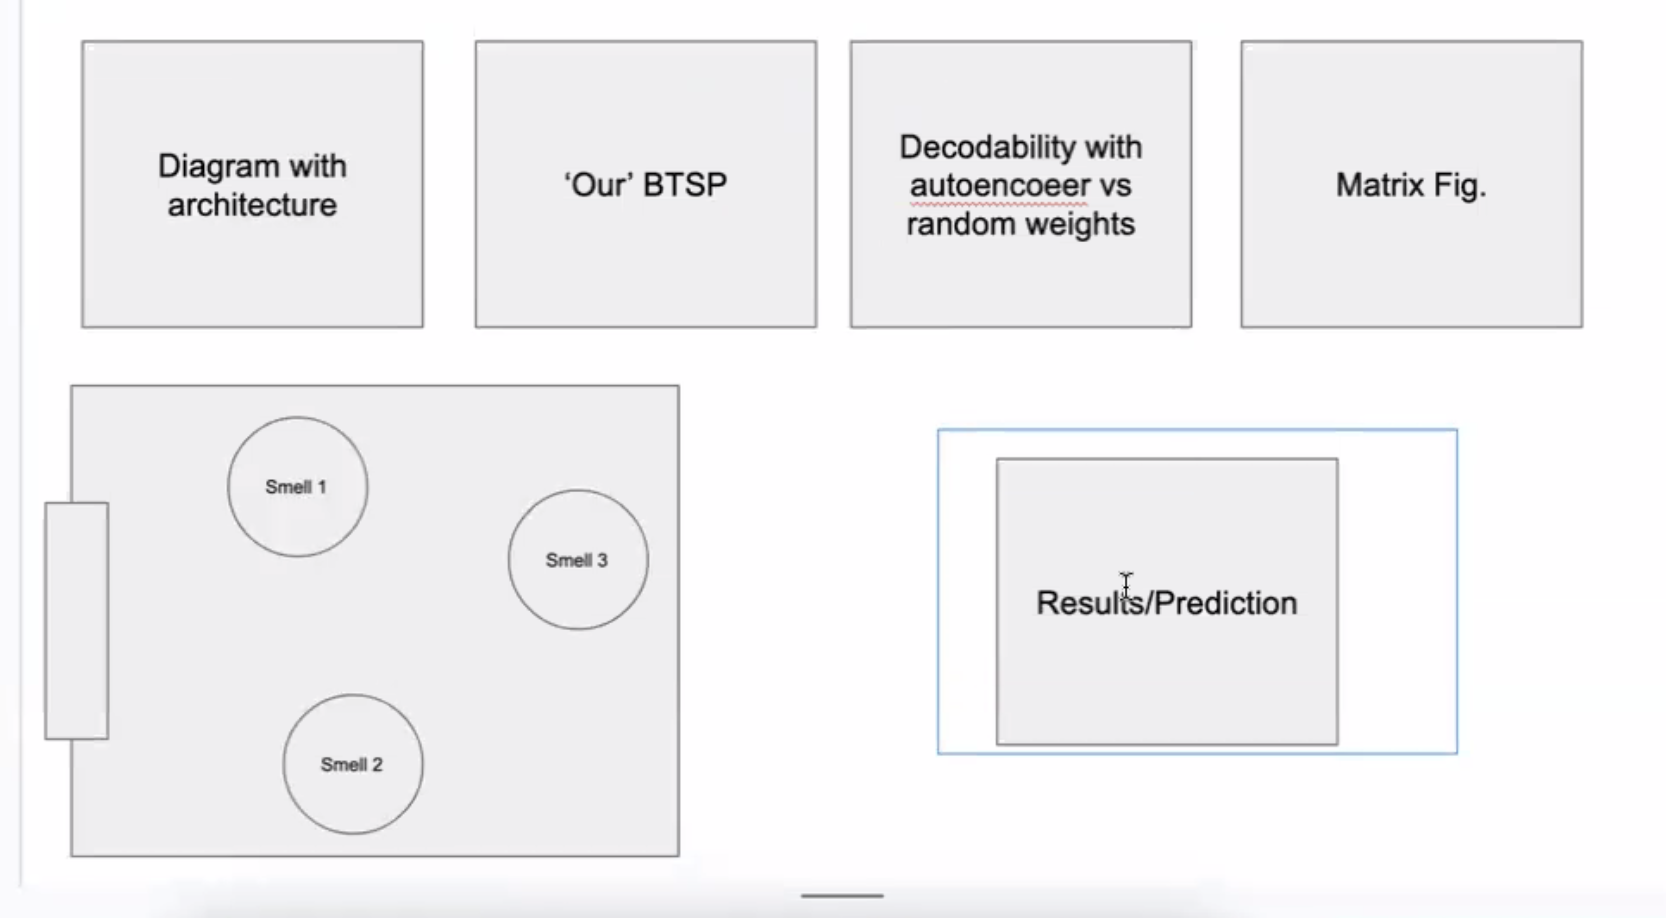 Diagram with
architecture
‘Our’ BTSP
Decodability with
autoencoeer vs
random weights
Matrix Fig.
Smell 1
Smell 3
Smell 2
Results/Prediction